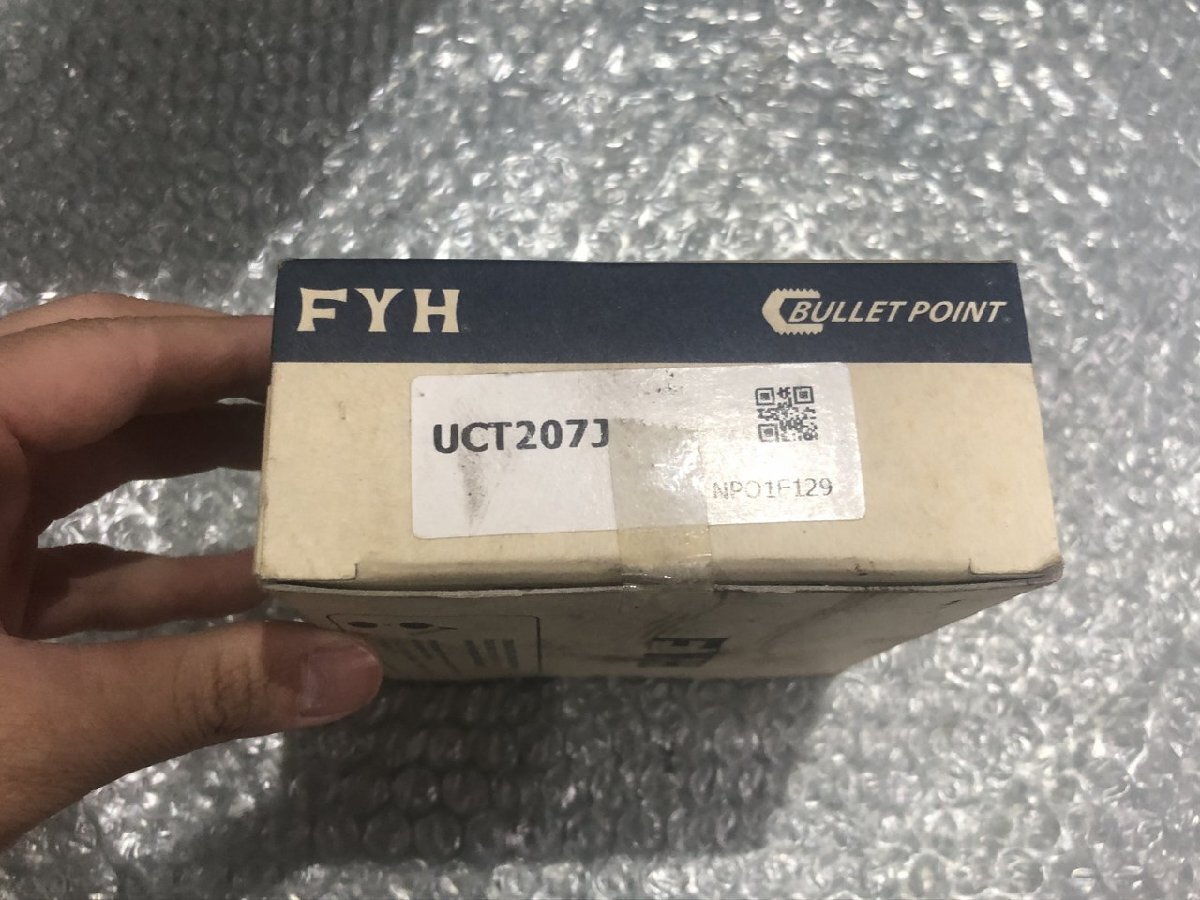 FYH
BULLET POINT
UCT207J
NP01F129